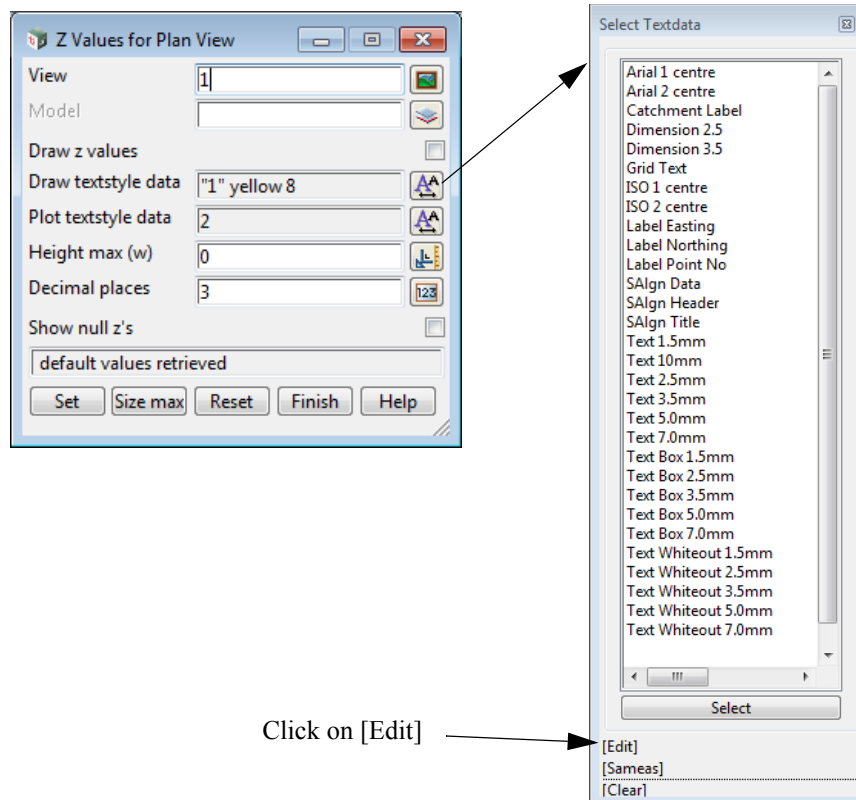 Z Values for Plan View
View 1
Model
Draw z values
Draw textstyle data "1" yellow 8
Plot textstyle data 2
Height max (w) 0
Decimal places 3
123
Show null z's
default values retrieved
Set Size max Reset Finish Help
Select Textdata
Arial 1 centre
Arial 2 centre
Catchment Label
Dimension 2.5
Dimension 3.5
Grid Text
ISO 1 centre
ISO 2 centre
Label Easting
Label Northing
Label Point No
SAlgn Data
SAlgn Header
SAlgn Title
Text 1.5mm
Text 10mm
Text 2.5mm
Text 3.5mm
Text 5.0mm
Text 7.0mm
Text Box 1.5mm
Text Box 2.5mm
Text Box 3.5mm
Text Box 5.0mm
Text Box 7.0mm
Text Whiteout 1.5mm
Text Whiteout 2.5mm
Text Whiteout 3.5mm
Text Whiteout 5.0mm
Text Whiteout 7.0mm
Select
Click on [Edit]
[Edit]
[Sameas]
[Clear]